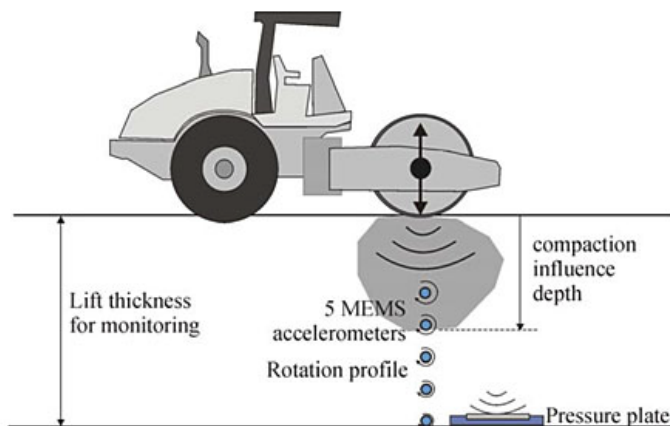 compaction
influence
depth
Lift thickness
for monitoring
5 MEMS
accelerometers
Rotation profile
Pressure plate